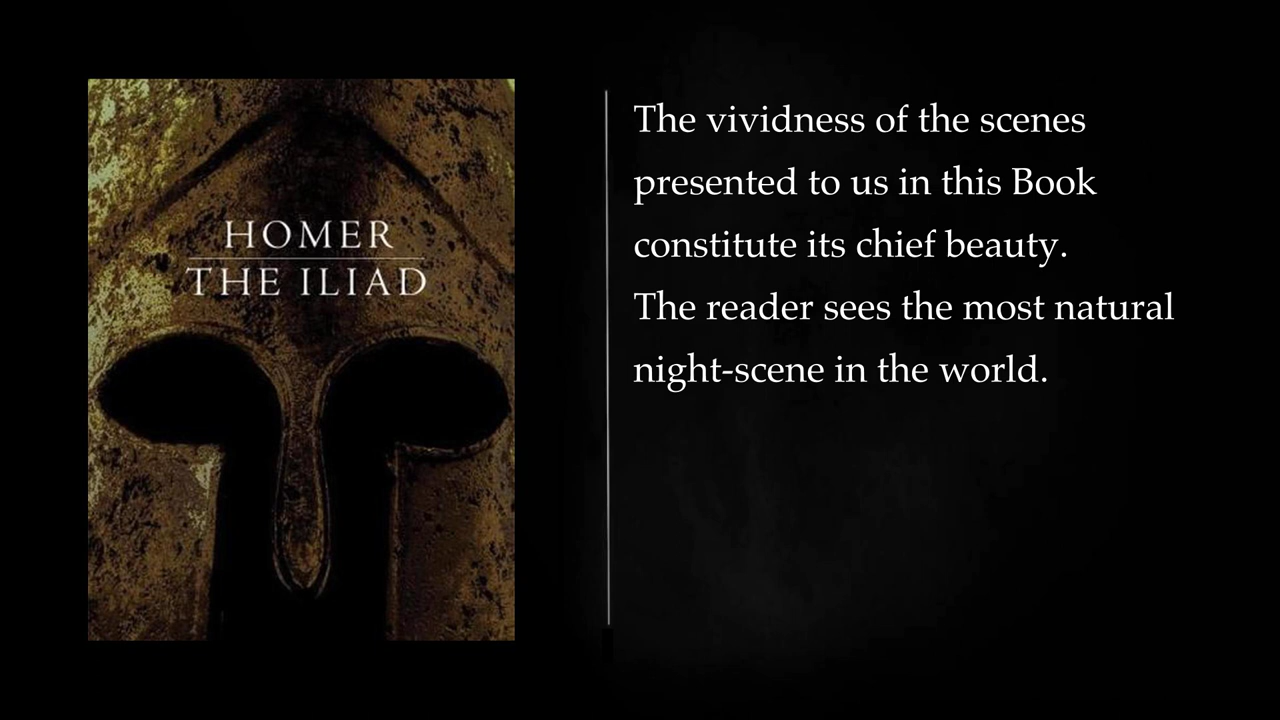 HOMER
THE ILIAD
The vividness of the scenes
presented to us in this Book
constitute its chief beauty.
The reader sees the most natural
night-scene in the world.